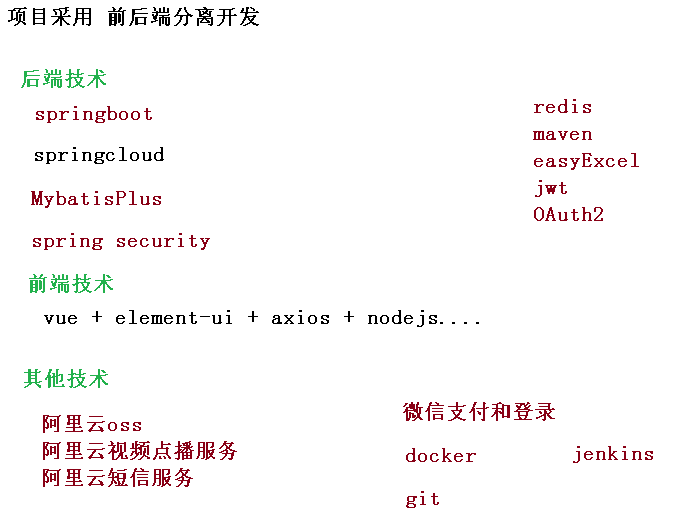 项目采用 前后端分离开发
后端技术
springboot
springcloud
MybatisPlus
spring security
redis
maven
easyExcel
jwt
OAuth2
前端技术
vue + element-ui + axios + nodejs....
其他技术
阿里云oss
阿里云视频点播服务
阿里云短信服务
微信支付和登录
docker
jenkins
git